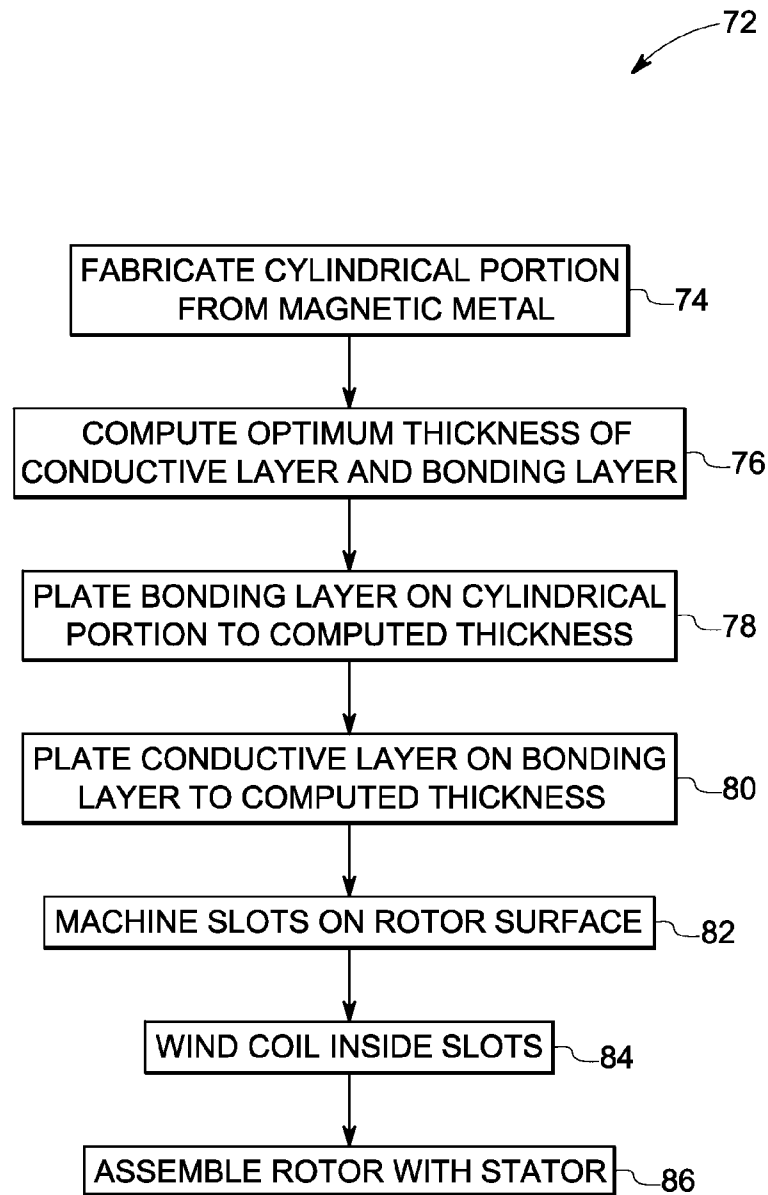 72
FABRICATE CYLINDRICAL PORTION
FROM MAGNETIC METAL
74
COMPUTE OPTIMUM THICKNESS OF
CONDUCTIVE LAYER AND BONDING LAYER
76
PLATE BONDING LAYER ON CYLINDRICAL
PORTION TO COMPUTED THICKNESS
78
PLATE CONDUCTIVE LAYER ON BONDING
LAYER TO COMPUTED THICKNESS
80
MACHINE SLOTS ON ROTOR SURFACE
82
WIND COIL INSIDE SLOTS
84
ASSEMBLE ROTOR WITH STATOR
86